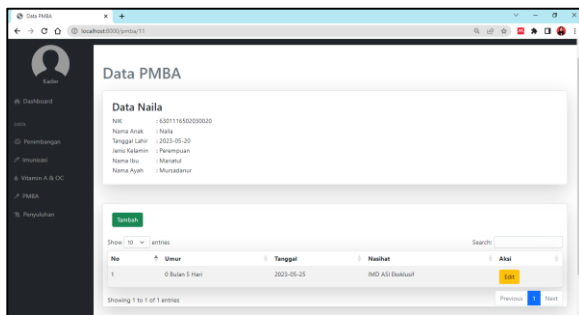 Data PMBA
localhost:8000/pmba/11
Kader
Dashboard
DATA
Penimbangan
Imunisasi
Vitamin A & OC
PMBA
Penyuluhan
Data PMBA
Data Naila
NIK : 6301116502030020
Nama Anak : Naila
Tanggal Lahir : 2023-05-20
Jenis Kelamin : Perempuan
Nama Ibu : Mariatul
Nama Ayah : Mursadanur
Tambah
Show 10 entries
Search:
No Umur Tanggal Nasihat Aksi
1 0 Bulan 5 Hari 2023-05-25 IMD ASI Eksklusif Edit
Showing 1 to 1 of 1 entries
Previous 1 Next